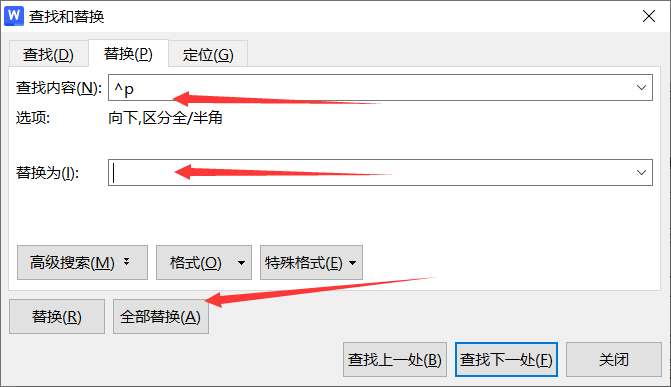 W 查找和替换
查找(D) 替换(P) 定位(G)
查找内容(N): ^p
选项: 向下,区分全/半角
替换为(I):
高级搜索(M) 格式(O) 特殊格式(E)
替换(R) 全部替换(A)
查找上一处(B) 查找下一处(F) 关闭